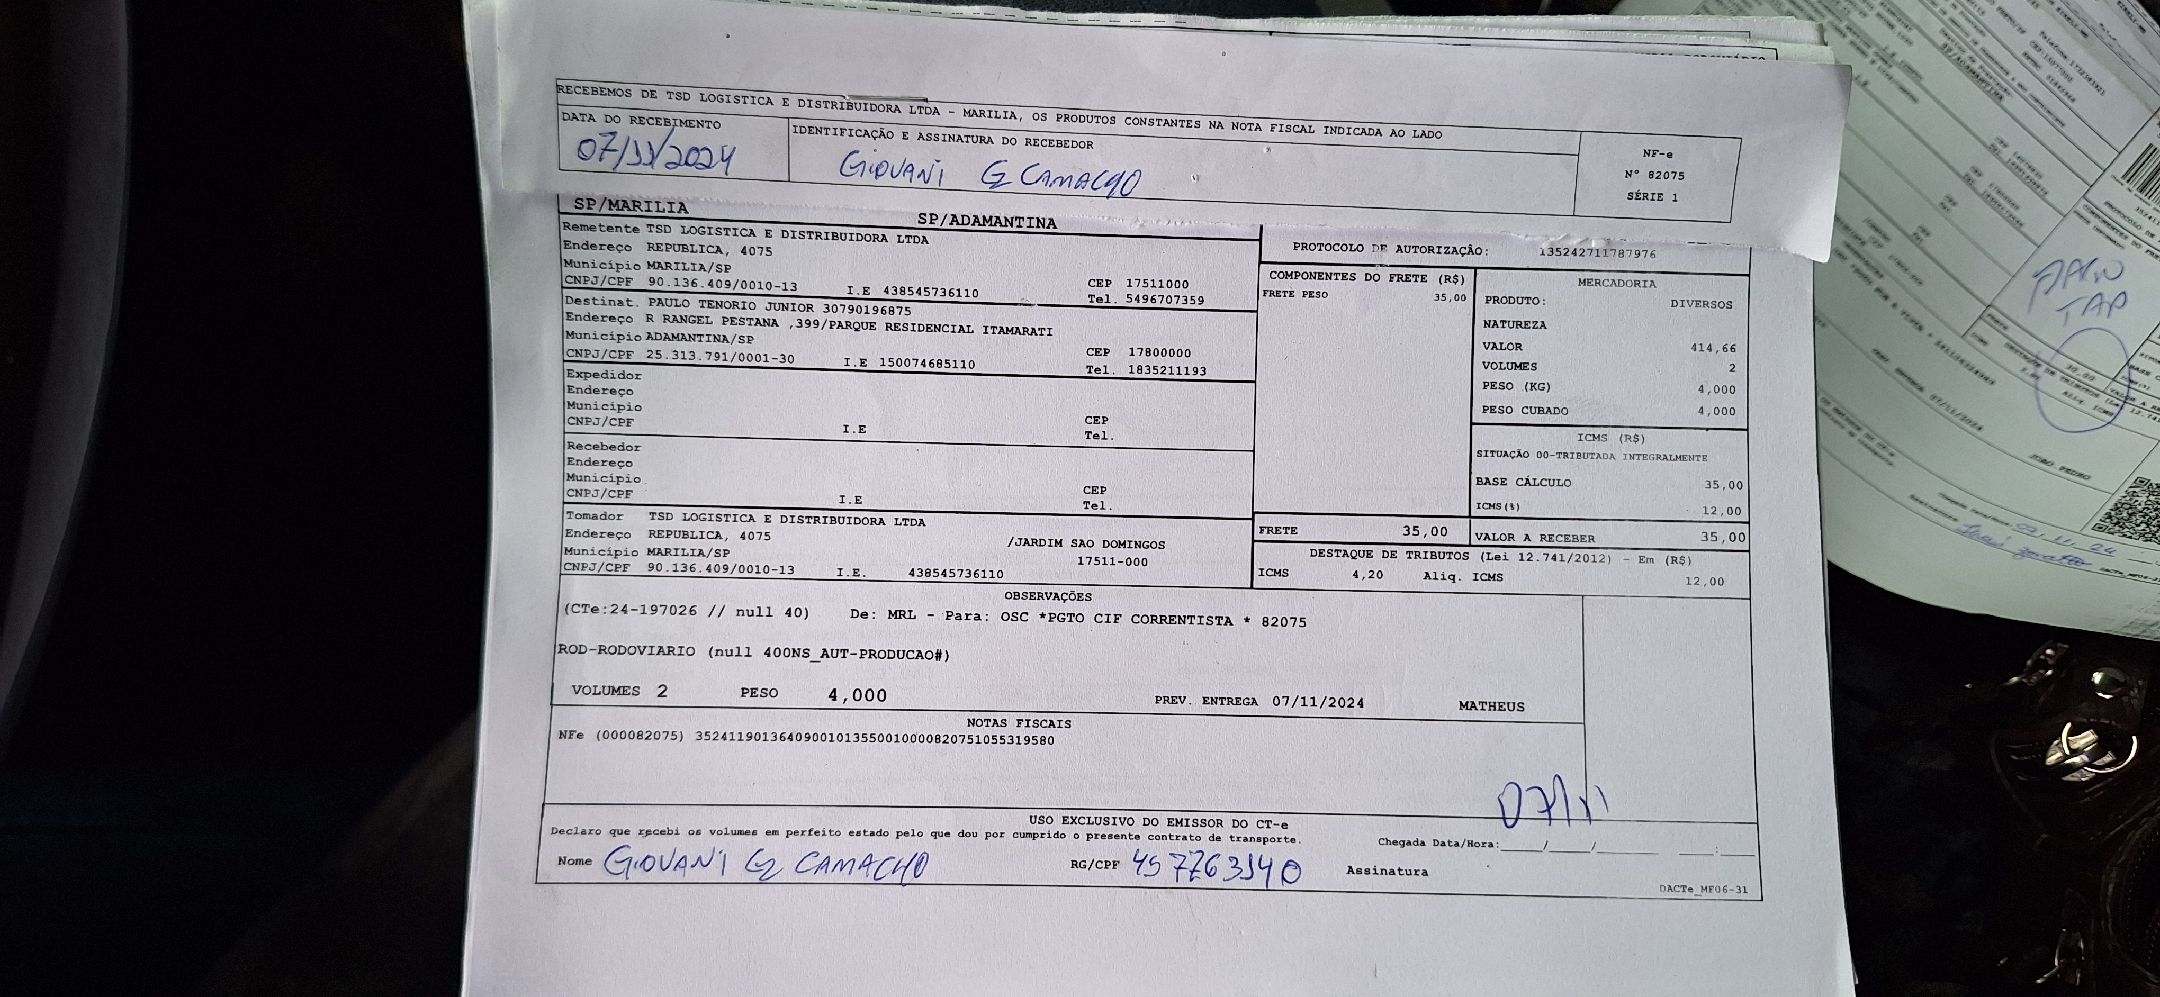 RECEBEMOS DE TSD LOGISTICA E DISTRIBUIDORA LTDA - MARILIA, OS PRODUTOS CONSTANTES NA NOTA FISCAL INDICADA AO LADO
DATA DO RECEBIMENTO
07/11/2024
IDENTIFICAÇÃO E ASSINATURA DO RECEBEDOR
GIOVANI G CAMACHO
NF-e
Nº 82075
SÉRIE 1
SP/MARILIA SP/ADAMANTINA
Remetente TSD LOGISTICA E DISTRIBUIDORA LTDA
Endereço REPUBLICA, 4075
Município MARILIA/SP CEP 17511000
CNPJ/CPF 90.136.409/0010-13 I.E 438545736110 Tel. 5496707359
Destinat. PAULO TENORIO JUNIOR 30790196875
Endereço R RANGEL PESTANA ,399/PARQUE RESIDENCIAL ITAMARATI
Município ADAMANTINA/SP CEP 17800000
CNPJ/CPF 25.313.791/0001-30 I.E 150074685110 Tel. 1835211193
Expedidor
Endereço
Município CEP
CNPJ/CPF I.E Tel.
Recebedor
Endereço
Município CEP
CNPJ/CPF I.E Tel.
Tomador TSD LOGISTICA E DISTRIBUIDORA LTDA
Endereço REPUBLICA, 4075 /JARDIM SAO DOMINGOS
Município MARILIA/SP 17511-000
CNPJ/CPF 90.136.409/0010-13 I.E. 438545736110
PROTOCOLO DE AUTORIZAÇÃO: 135242711787976
COMPONENTES DO FRETE (R$)
FRETE PESO 35,00
MERCADORIA
PRODUTO: DIVERSOS
NATUREZA
VALOR 414,66
VOLUMES 2
PESO (KG) 4,000
PESO CUBADO 4,000
ICMS (R$)
SITUAÇÃO 00-TRIBUTADA INTEGRALMENTE
BASE CÁLCULO 35,00
ICMS(%) 12,00
FRETE 35,00 VALOR A RECEBER 35,00
DESTAQUE DE TRIBUTOS (Lei 12.741/2012) - Em (R$)
ICMS 4,20 Aliq. ICMS 12,00
OBSERVAÇÕES
(CTe:24-197026 // null 40) De: MRL - Para: OSC *PGTO CIF CORRENTISTA * 82075
ROD-RODOVIARIO (null 400NS_AUT-PRODUCAO#)
VOLUMES 2 PESO 4,000 PREV. ENTREGA 07/11/2024 MATHEUS
NOTAS FISCAIS
NFe (000082075) 35241190136409001013550010000820751055319580
07/11
USO EXCLUSIVO DO EMISSOR DO CT-e
Declaro que recebi os volumes em perfeito estado pelo que dou por cumprido o presente contrato de transporte. Chegada Data/Hora:____/____/______ ____:____
Nome GIOVANI G CAMACHO RG/CPF 457263140 Assinatura
DACTe_MF06-31
JOAO PEDRO